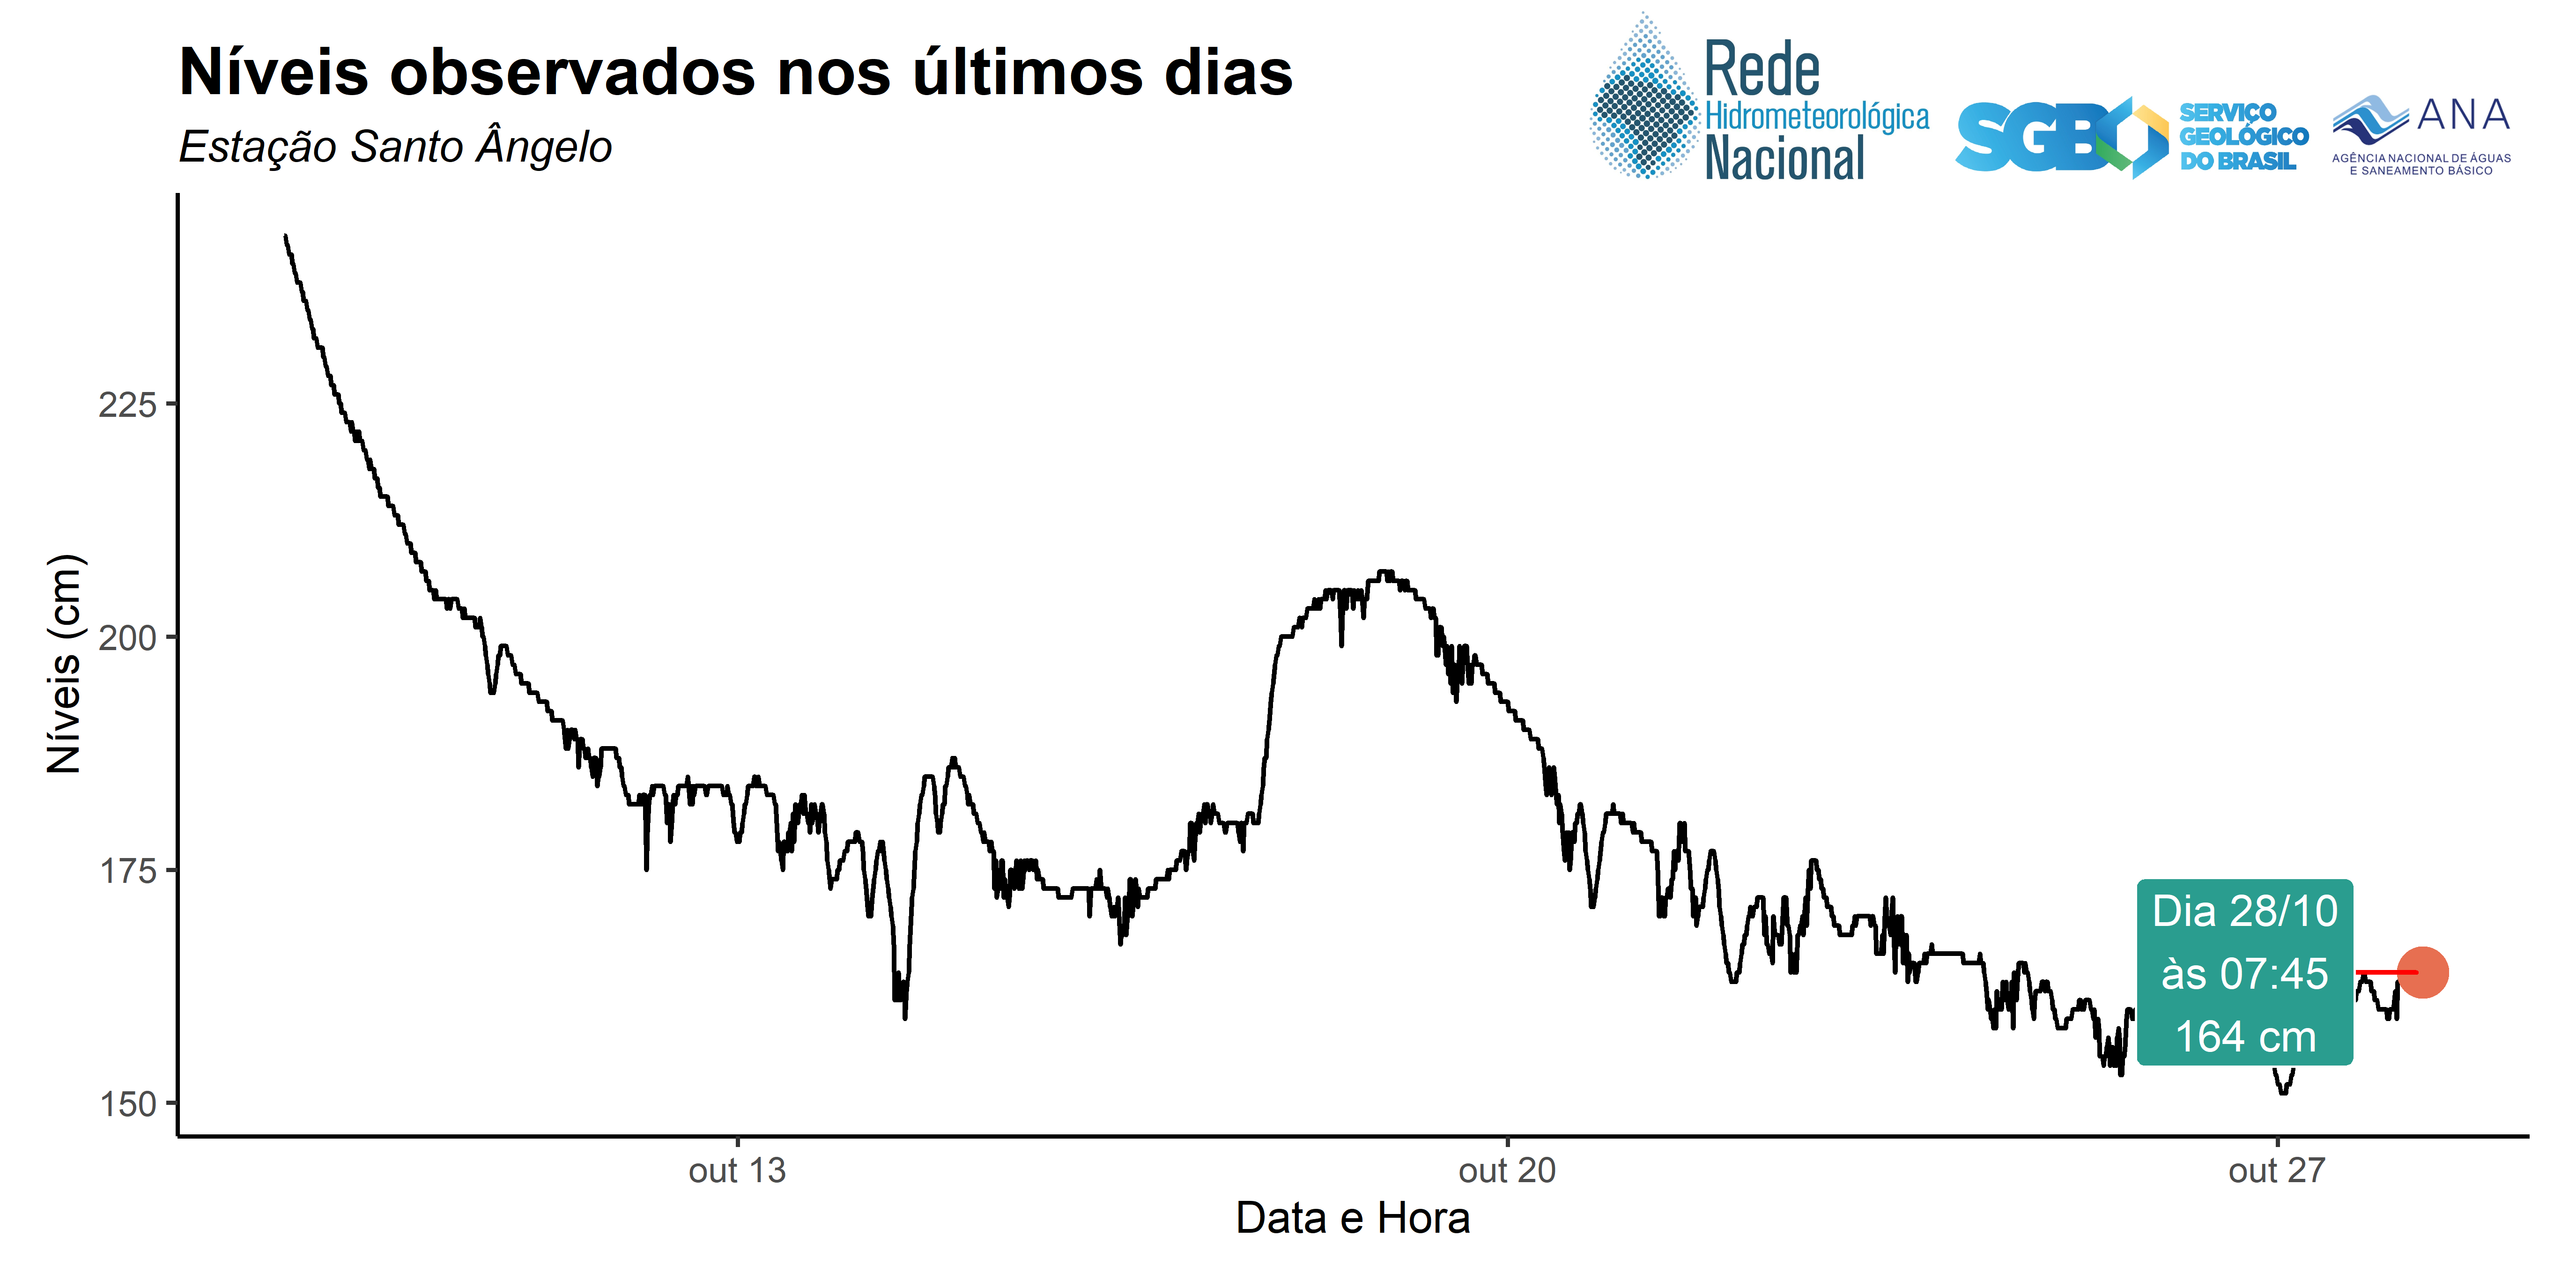 Níveis observados nos últimos dias
Estação Santo Ângelo
Rede
Hidrometeorológica
Nacional
SGB
SERVIÇO
GEOLÓGICO
DO BRASIL
ANA
AGÊNCIA NACIONAL DE ÁGUAS
E SANEAMENTO BÁSICO
Níveis (cm)
225
200
175
150
Dia 28/10
às 07:45
164 cm
out 13
out 20
out 27
Data e Hora